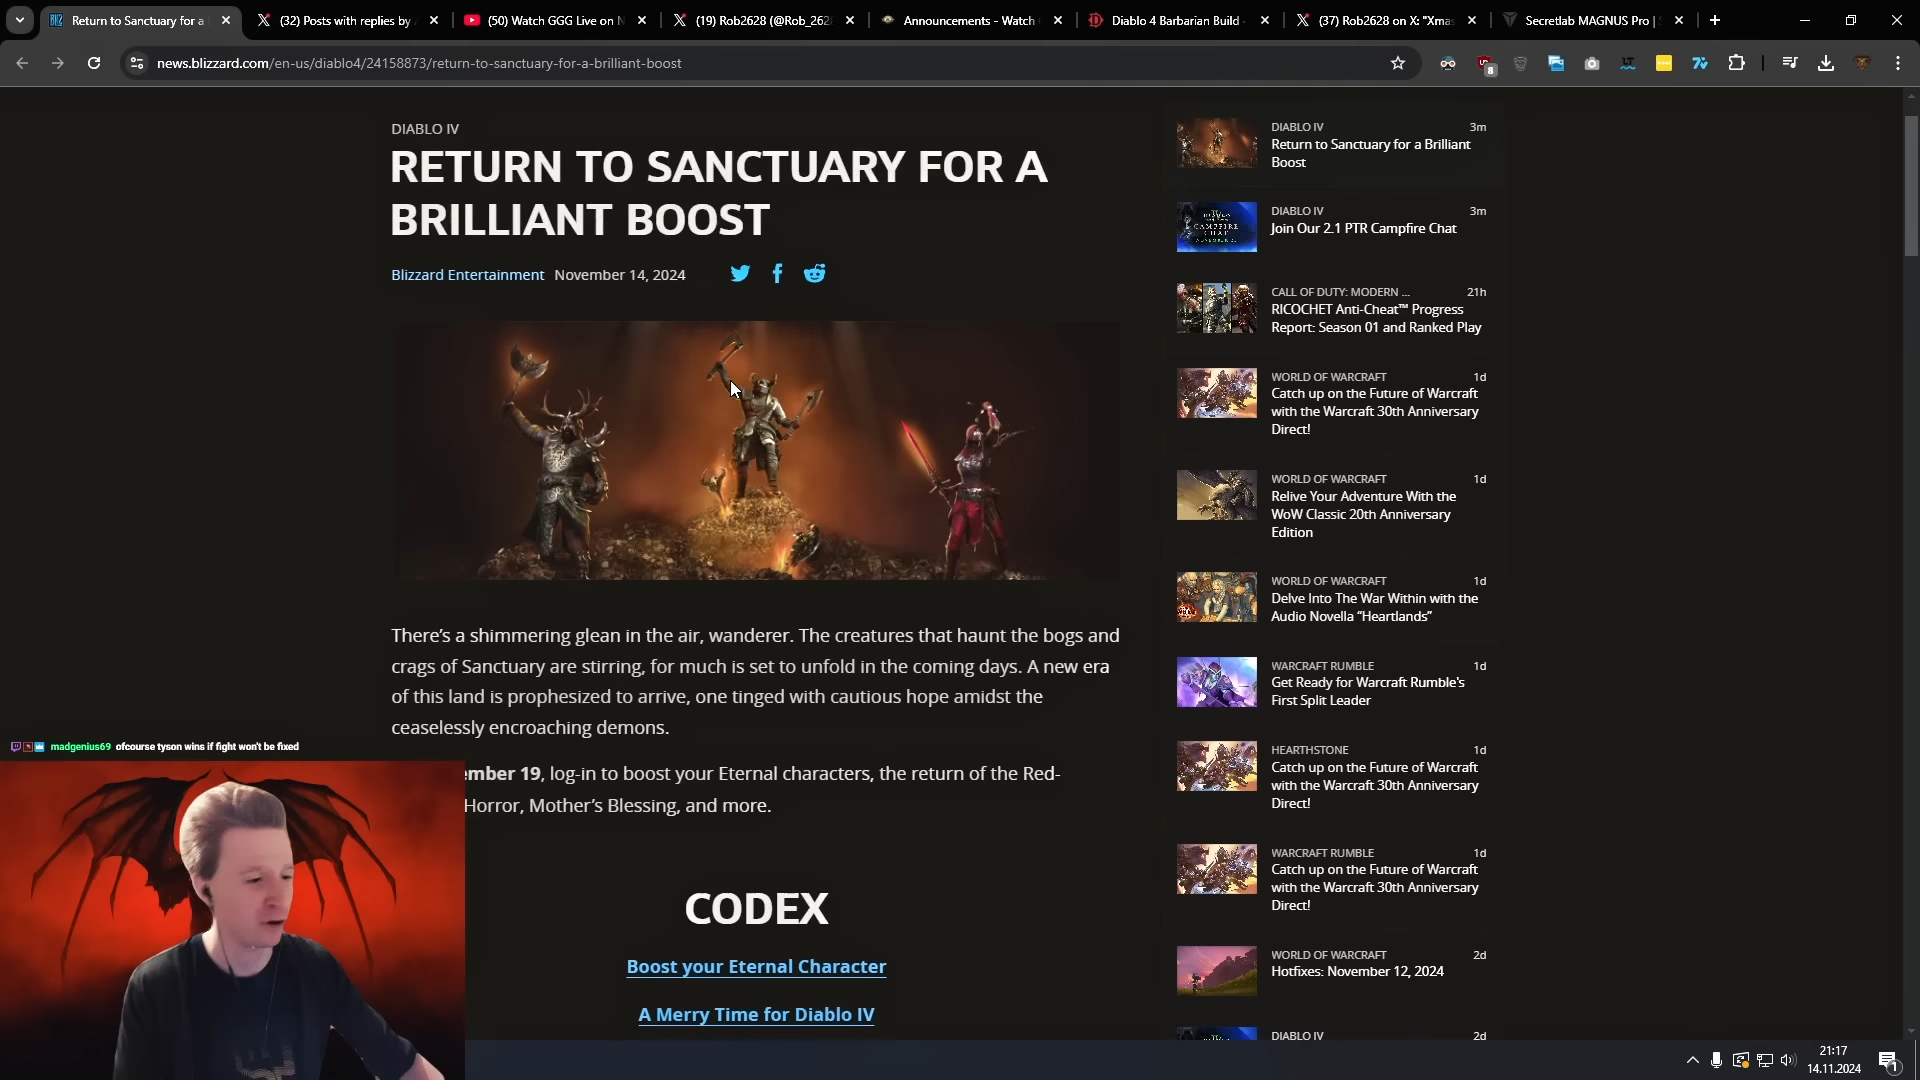 Return to Sanctuary for a
(32) Posts with replies by
(50) Watch GGG Live on
(19) Rob2628 (@Rob_262
Announcements - Watch
Diablo 4 Barbarian Build
(37) Rob2628 on X: "Xmas
Secretlab MAGNUS Pro |
news.blizzard.com/en-us/diablo4/24158873/return-to-sanctuary-for-a-brilliant-boost
8
DIABLO IV
RETURN TO SANCTUARY FOR A
BRILLIANT BOOST
Blizzard Entertainment November 14, 2024
There's a shimmering glean in the air, wanderer. The creatures that haunt the bogs and
crags of Sanctuary are stirring, for much is set to unfold in the coming days. A new era
of this land is prophesized to arrive, one tinged with cautious hope amidst the
ceaselessly encroaching demons.
ember 19, log-in to boost your Eternal characters, the return of the Red-
Horror, Mother's Blessing, and more.
CODEX
Boost your Eternal Character
A Merry Time for Diablo IV
madgenius69 ofcourse tyson wins if fight won't be fixed
DIABLO IV 3m
Return to Sanctuary for a Brilliant
Boost
DIABLO IV 3m
Join Our 2.1 PTR Campfire Chat
CALL OF DUTY: MODERN ... 21h
RICOCHET Anti-Cheat™ Progress
Report: Season 01 and Ranked Play
WORLD OF WARCRAFT 1d
Catch up on the Future of Warcraft
with the Warcraft 30th Anniversary
Direct!
WORLD OF WARCRAFT 1d
Relive Your Adventure With the
WoW Classic 20th Anniversary
Edition
WORLD OF WARCRAFT 1d
Delve Into The War Within with the
Audio Novella “Heartlands”
WARCRAFT RUMBLE 1d
Get Ready for Warcraft Rumble's
First Split Leader
HEARTHSTONE 1d
Catch up on the Future of Warcraft
with the Warcraft 30th Anniversary
Direct!
WARCRAFT RUMBLE 1d
Catch up on the Future of Warcraft
with the Warcraft 30th Anniversary
Direct!
WORLD OF WARCRAFT 2d
Hotfixes: November 12, 2024
DIABLO IV 2d
21:17
14.11.2024
1